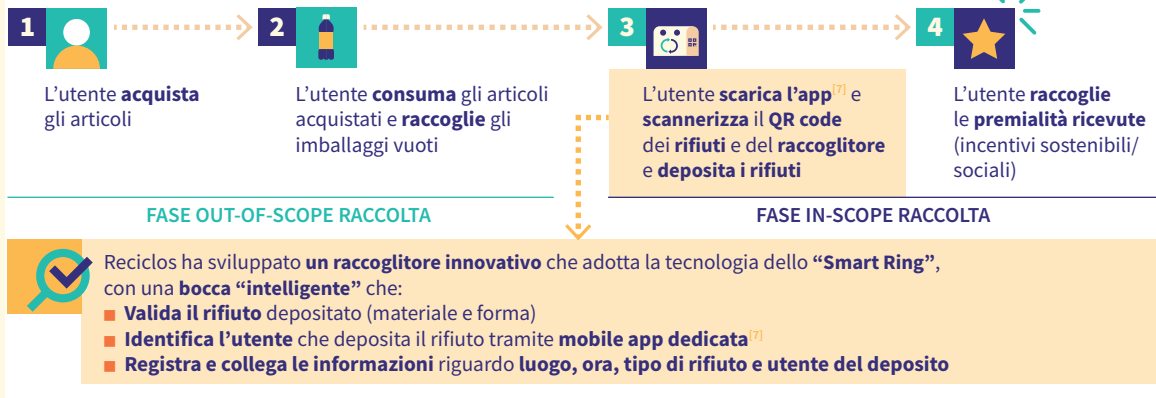 1
2
3
4
L'utente acquista
gli articoli
L'utente consuma gli articoli
acquistati e raccoglie gli
imballaggi vuoti
L'utente scarica l'app[7] e
scannerizza il QR code
dei rifiuti e del raccoglitore
e deposita i rifiuti
L'utente raccoglie
le premialità ricevute
(incentivi sostenibili/
sociali)
FASE OUT-OF-SCOPE RACCOLTA
FASE IN-SCOPE RACCOLTA
Reciclos ha sviluppato un raccoglitore innovativo che adotta la tecnologia dello “Smart Ring”,
con una bocca “intelligente” che:
■ Valida il rifiuto depositato (materiale e forma)
■ Identifica l'utente che deposita il rifiuto tramite mobile app dedicata[7]
■ Registra e collega le informazioni riguardo luogo, ora, tipo di rifiuto e utente del deposito